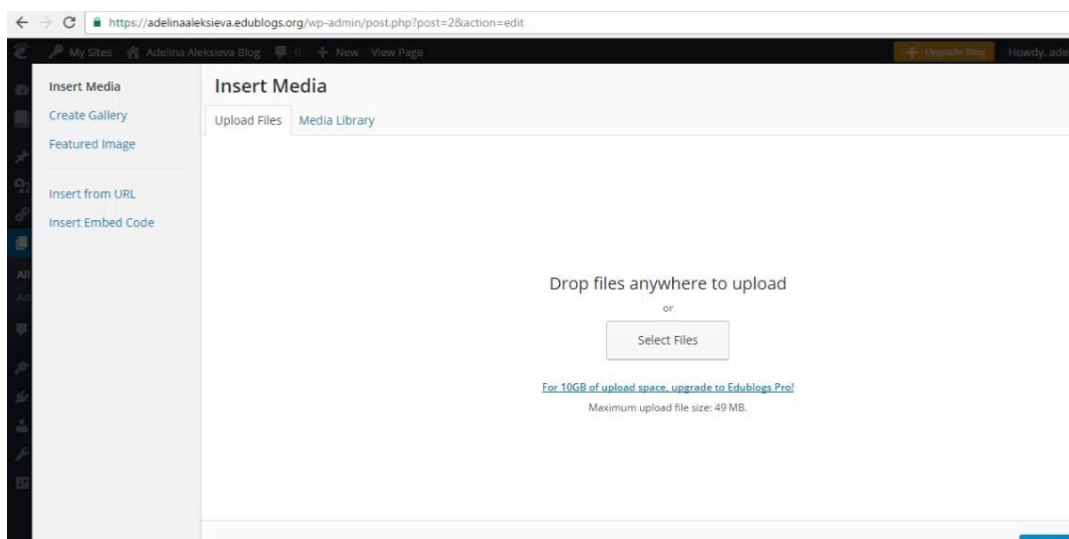 https://adelinaaleksieva.edublogs.org/wp-admin/post.php?post=2&action=edit
My Sites Adelina Aleksieva Blog 0 + New View Page + Upgrade Blog Howdy, ade
Insert Media
Create Gallery
Featured Image
Insert from URL
Insert Embed Code
All
Insert Media
Upload Files Media Library
Drop files anywhere to upload
or
Select Files
For 10GB of upload space, upgrade to Edublogs Pro!
Maximum upload file size: 49 MB.